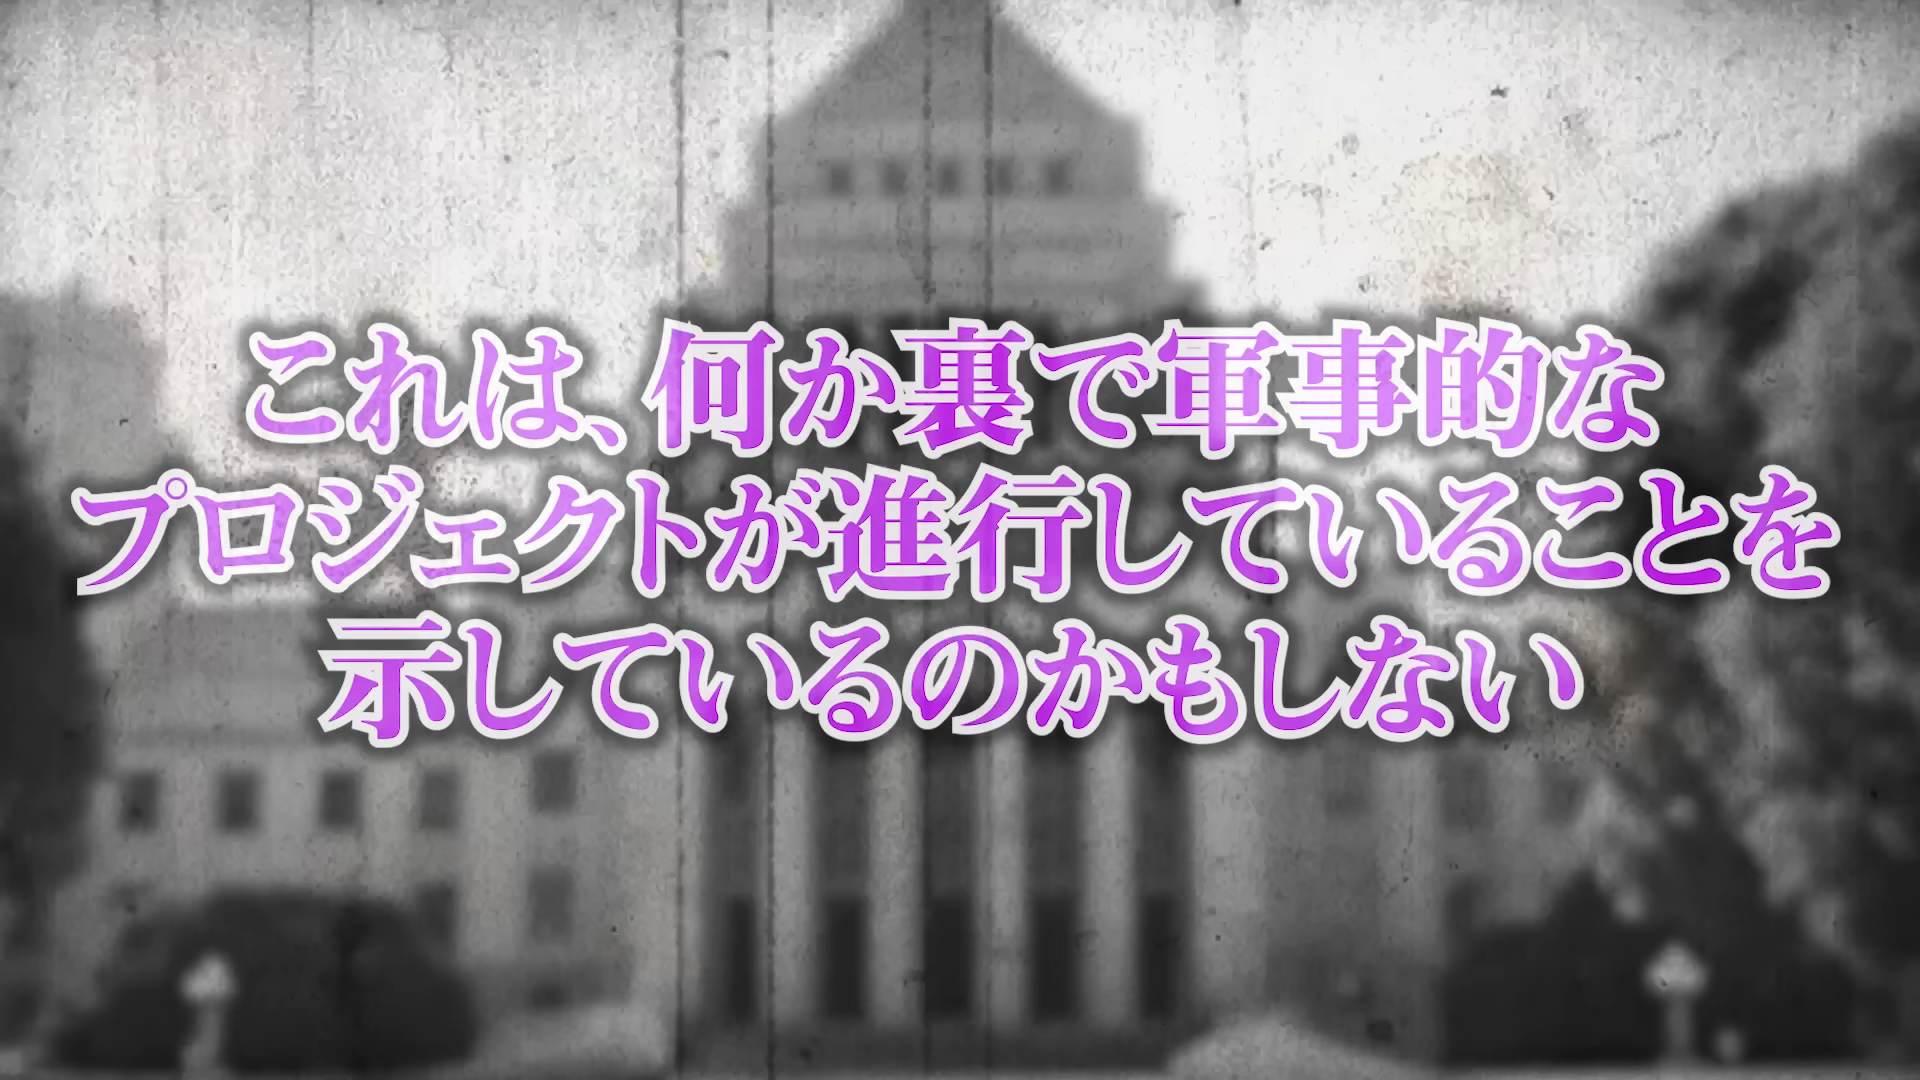 これは、何か裏で軍事的な
プロジェクトが進行していることを
示しているのかもしない